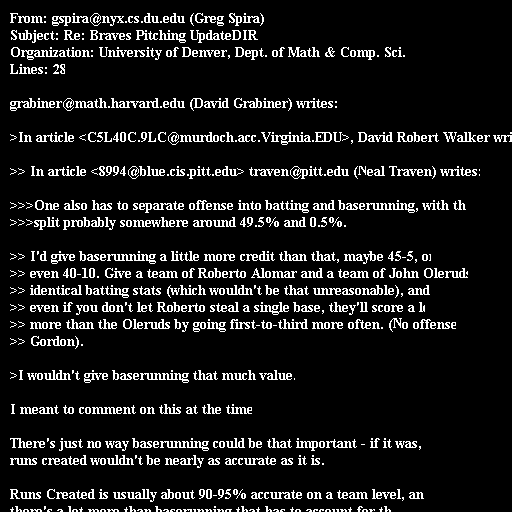 From: gspira@nyx.cs.du.edu (Greg Spira)
Subject: Re: Braves Pitching UpdateDIR
Organization: University of Denver, Dept. of Math & Comp. Sci.
Lines: 28

grabiner@math.harvard.edu (David Grabiner) writes:

>In article <C5L40C.9LC@murdoch.acc.Virginia.EDU>, David Robert Walker wri

>> In article <8994@blue.cis.pitt.edu> traven@pitt.edu (Neal Traven) writes:

>>>One also has to separate offense into batting and baserunning, with th
>>>split probably somewhere around 49.5% and 0.5%.

>> I'd give baserunning a little more credit than that, maybe 45-5, or
>> even 40-10. Give a team of Roberto Alomar and a team of John Oleruds
>> identical batting stats (which wouldn't be that unreasonable), and
>> even if you don't let Roberto steal a single base, they'll score a
>> more than the Oleruds by going first-to-third more often. (No offense
>> Gordon).

>I wouldn't give baserunning that much value.

I meant to comment on this at the time

There's just no way baserunning could be that important - if it was,
runs created wouldn't be nearly as accurate as it is.

Runs Created is usually about 90-95% accurate on a team level, an
there's a lot more than baserunning that has to account for th